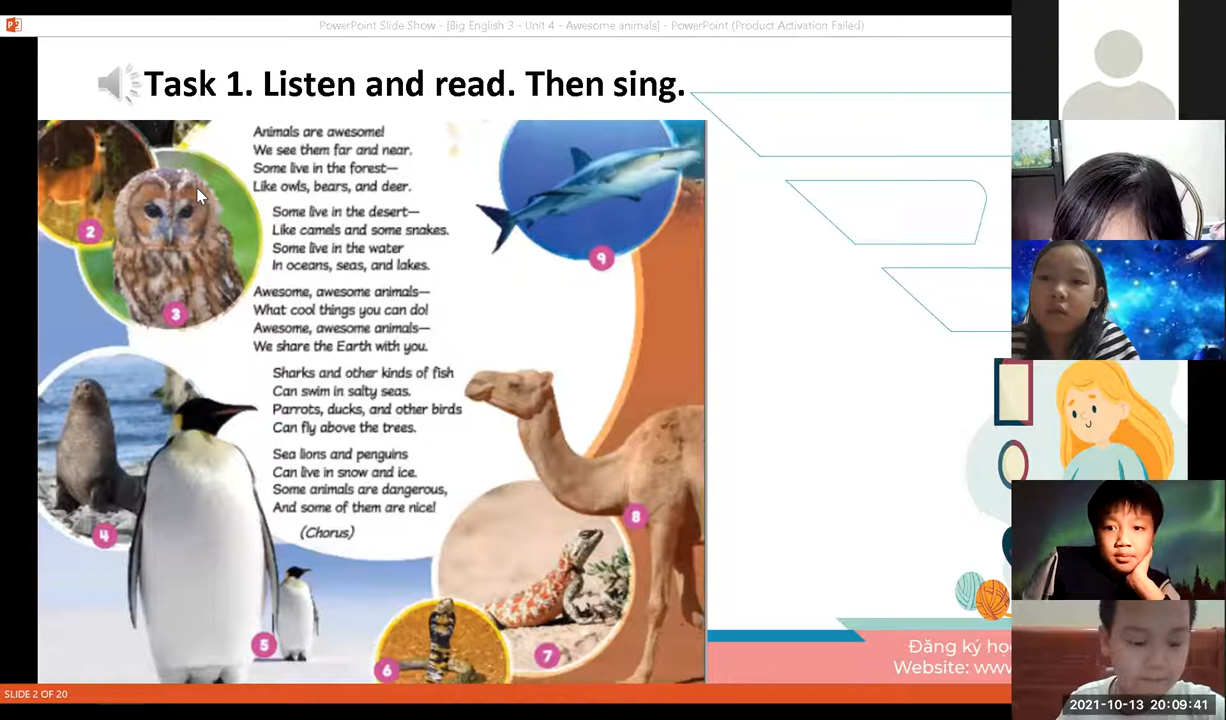 PowerPoint Slide Show - [Big English 3 - Unit 4 - Awesome animals] - PowerPoint (Product Activation Failed)
Task 1. Listen and read. Then sing.
Animals are awesome!
We see them far and near.
Some live in the forest—
Like owls, bears, and deer.
Some live in the desert—
Like camels and some snakes.
Some live in the water
In oceans, seas, and lakes.
Awesome, awesome animals—
What cool things you can do!
Awesome, awesome animals—
We share the Earth with you.
Sharks and other kinds of fish
Can swim in salty seas.
Parrots, ducks, and other birds
Can fly above the trees.
Sea lions and penguins
Can live in snow and ice.
Some animals are dangerous,
And some of them are nice!
(Chorus)
2
3
4
5
6
7
8
9
Đăng ký học
Website: www
SLIDE 2 OF 20
2021-10-13 20:09:41